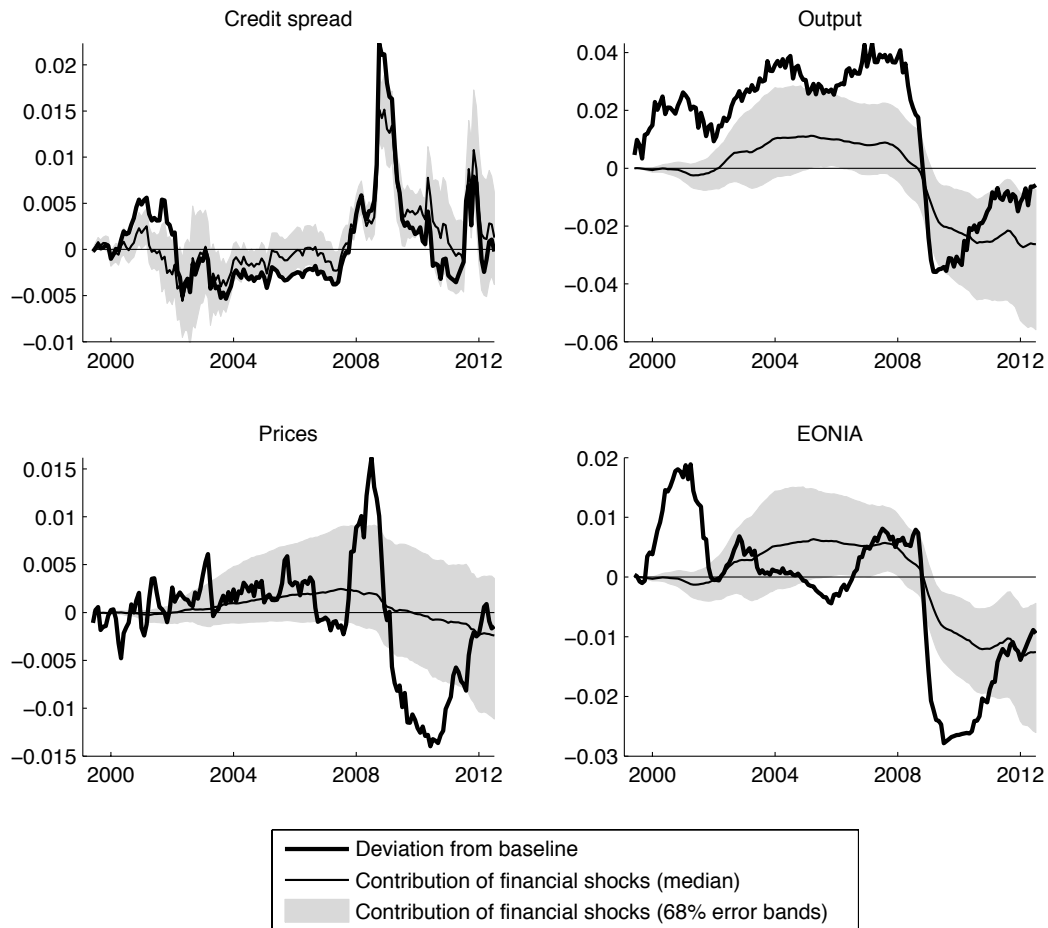 Credit spread
0.02
0.015
0.01
0.005
0
−0.005
−0.01
2000 2004 2008 2012
Output
0.04
0.02
0
−0.02
−0.04
−0.06
2000 2004 2008 2012
Prices
0.015
0.01
0.005
0
−0.005
−0.01
−0.015
2000 2004 2008 2012
EONIA
0.02
0.01
0
−0.01
−0.02
−0.03
2000 2004 2008 2012
Deviation from baseline
Contribution of financial shocks (median)
Contribution of financial shocks (68% error bands)